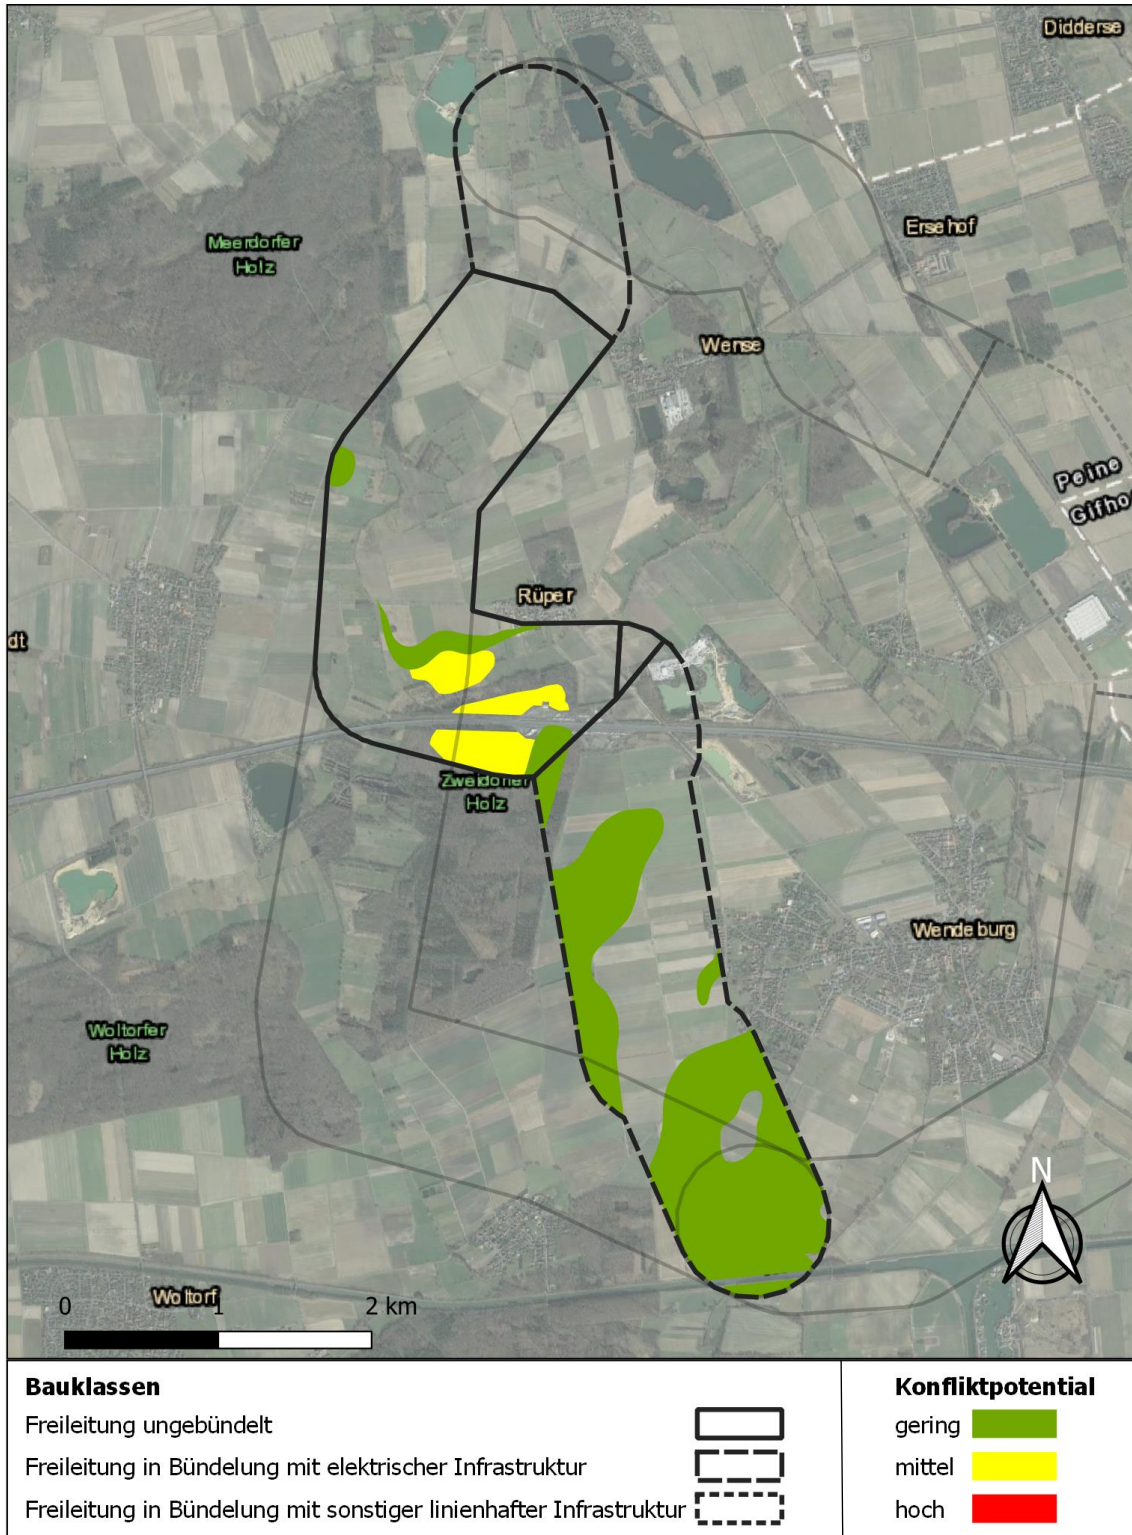 Didderse
Meerdorfer
Holz
Ersehof
Wense
Peine
Gifho
Rüper
dt
Zweidorfer
Holz
Wendeburg
Woltorfer
Holz
N
Woltorf
0 1 2 km
Bauklassen
Freileitung ungebündelt
Freileitung in Bündelung mit elektrischer Infrastruktur
Freileitung in Bündelung mit sonstiger linienhafter Infrastruktur
Konfliktpotential
gering
mittel
hoch